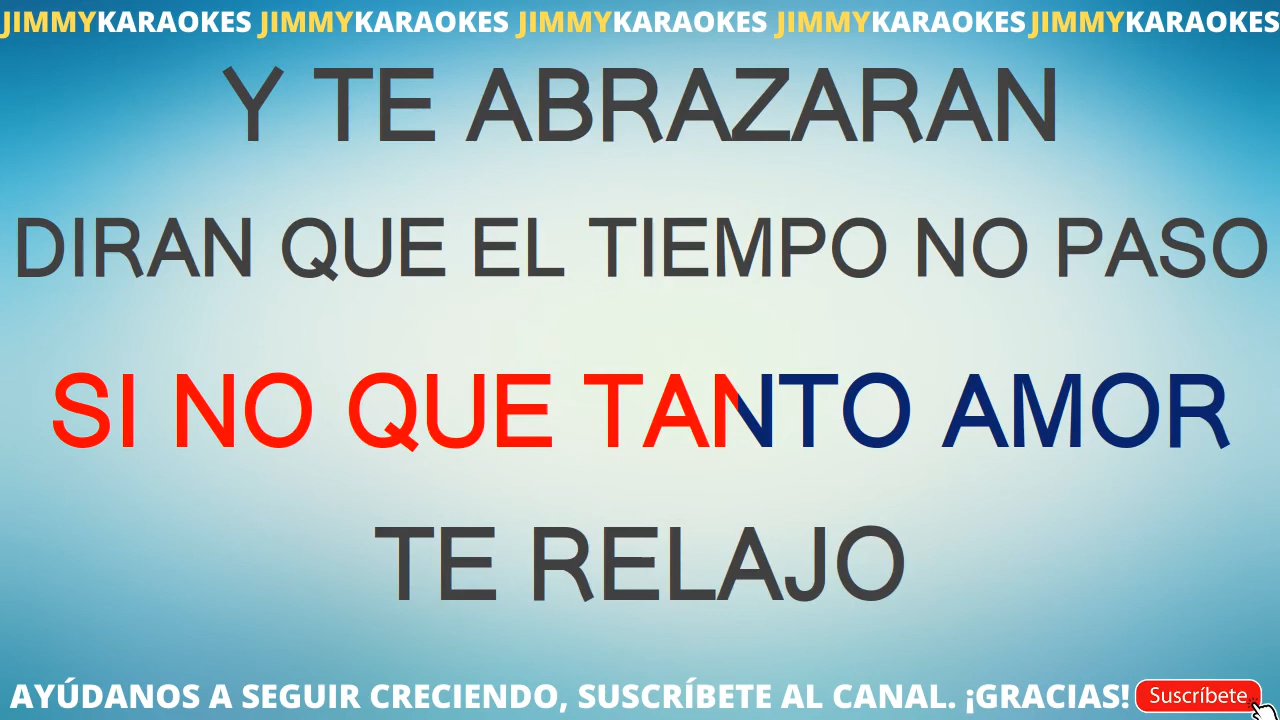 JIMMYKARAOKES JIMMYKARAOKES JIMMYKARAOKES JIMMYKARAOKES JIMMYKARAOKES
Y TE ABRAZARAN
DIRAN QUE EL TIEMPO NO PASO
SI NO QUE TANTO AMOR
TE RELAJO
AYÚDANOS A SEGUIR CRECIENDO, SUSCRÍBETE AL CANAL. ¡GRACIAS! Suscríbete